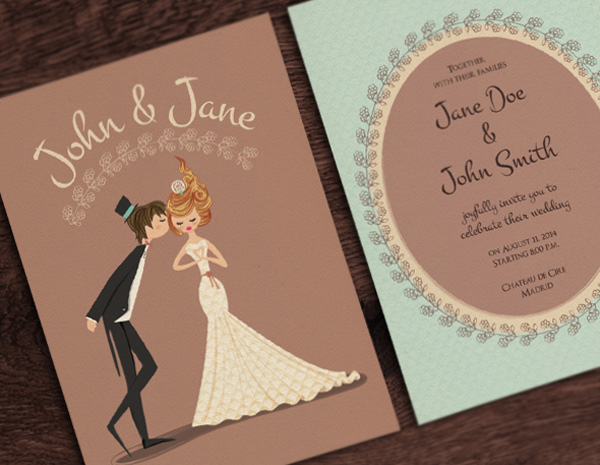 John & Jane
Together
with their families
Jane Doe
&
John Smith
joyfully invite you to
celebrate their wedding
on August 11, 2014
starting 8:00 p.m.
Chateau de Cire
Madrid